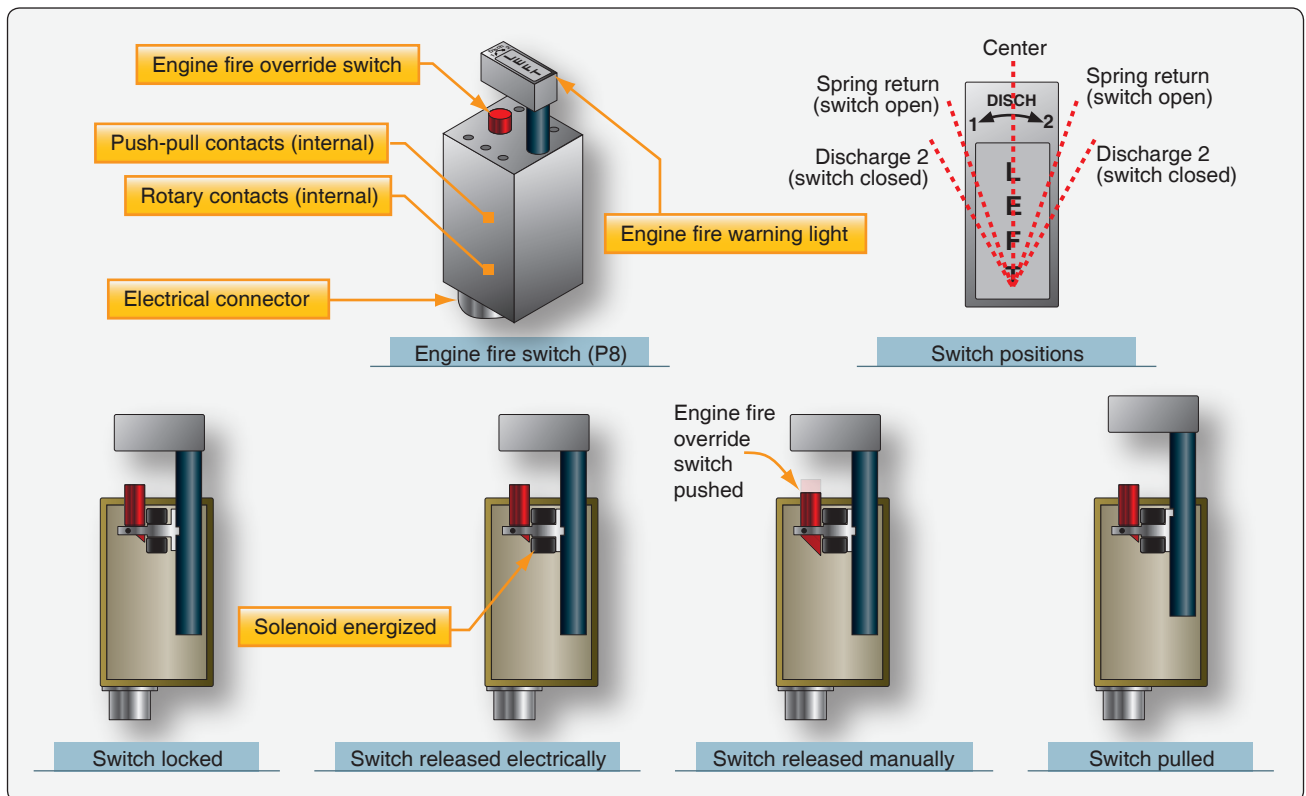 Engine fire override switch
Push-pull contacts (internal)
Rotary contacts (internal)
Electrical connector
LEFT
Engine fire warning light
Engine fire switch (P8)
Center
Spring return
(switch open)
Spring return
(switch open)
Discharge 2
(switch closed)
Discharge 2
(switch closed)
DISCH
1 2
L
E
F
T
Switch positions
Engine fire
override
switch
pushed
Solenoid energized
Switch locked
Switch released electrically
Switch released manually
Switch pulled